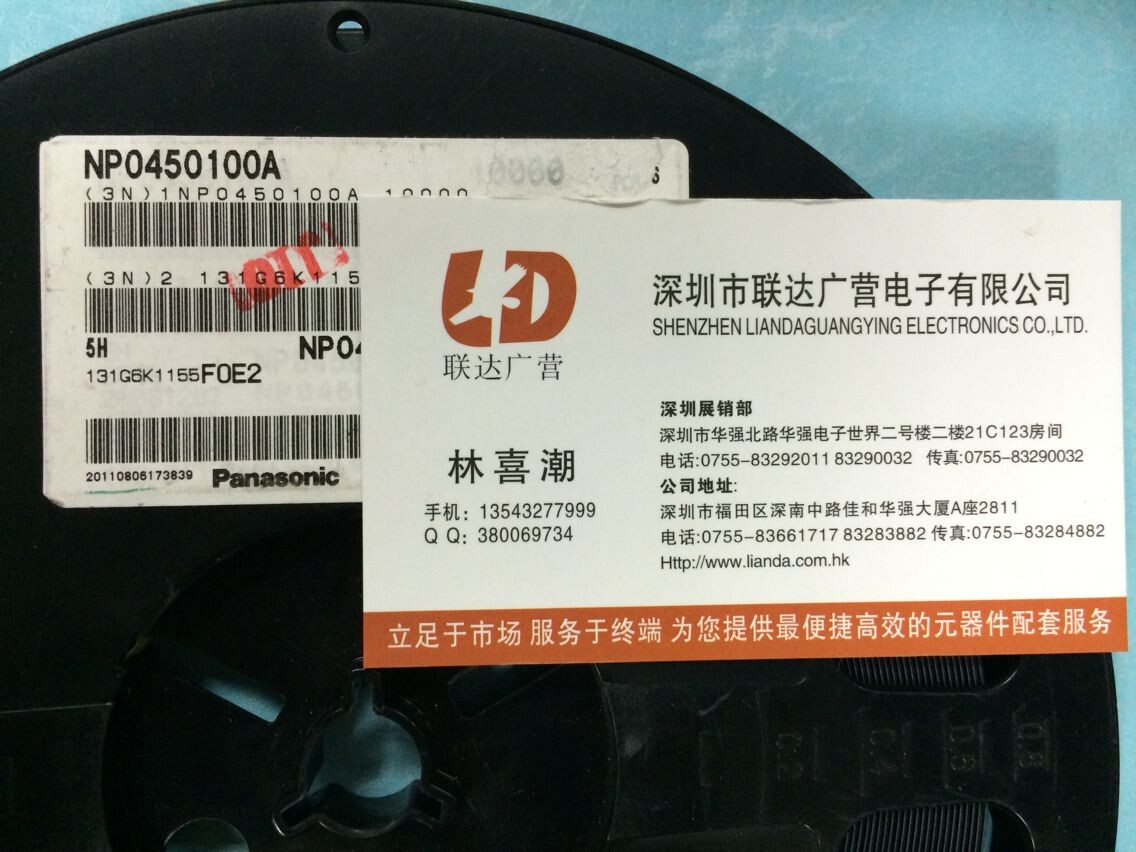 NP0450100A
(3N)1NP0450100A 10000
(3N)2 131G6K115
5H NP04
131G6K1155F0E2
20110806173839 Panasonic
LD
联达广营
深圳市联达广营电子有限公司
SHENZHEN LIANDAGUANGYING ELECTRONICS CO.,LTD.
林喜潮
手机：13543277999
Q Q：380069734
深圳展销部
深圳市华强北路华强电子世界二号楼二楼21C123房间
电话:0755-83292011 83290032 传真:0755-83290032
公司地址:
深圳市福田区深南中路佳和华强大厦A座2811
电话:0755-83661717 83283882 传真:0755-83284882
Http://www.lianda.com.hk
立足于市场 服务于终端 为您提供最便捷高效的元器件配套服务